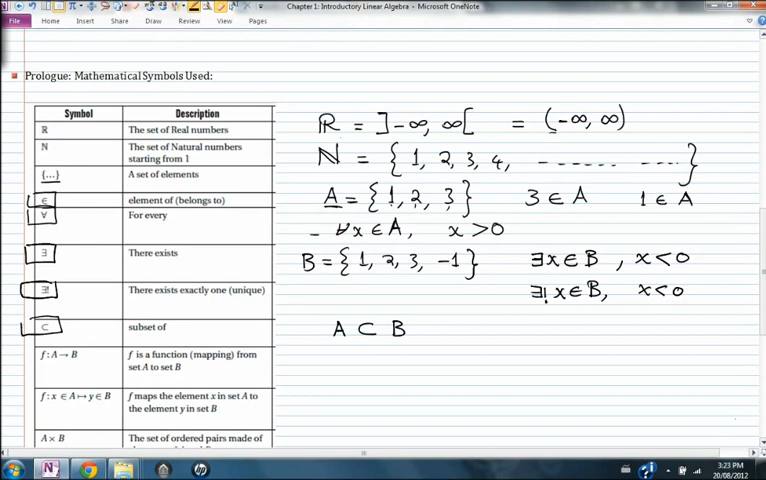 Chapter 1: Introductory Linear Algebra - Microsoft OneNote
File Home Insert Share Draw Review View Pages
Prologue: Mathematical Symbols Used:
Symbol Description
ℝ The set of Real numbers
ℕ The set of Natural numbers
starting from 1
{…} A set of elements
∈ element of (belongs to)
∀ For every
∃ There exists
∃! There exists exactly one (unique)
⊂ subset of
f: A → B f is a function (mapping) from
set A to set B
f: x ∈ A ↦ y ∈ B f maps the element x in set A to
the element y in set B
A × B The set of ordered pairs made of
ℝ = ]-∞, ∞[ = (-∞, ∞)
ℕ = {1, 2, 3, 4, - - - - - - - - - - }
A = {1, 2, 3} 3 ∈ A 1 ∈ A
- ∀x ∈ A, x > 0
B = {1, 2, 3, -1} ∃x ∈ B, x < 0
∃! x ∈ B, x < 0
A ⊂ B
3:23 PM
20/08/2012